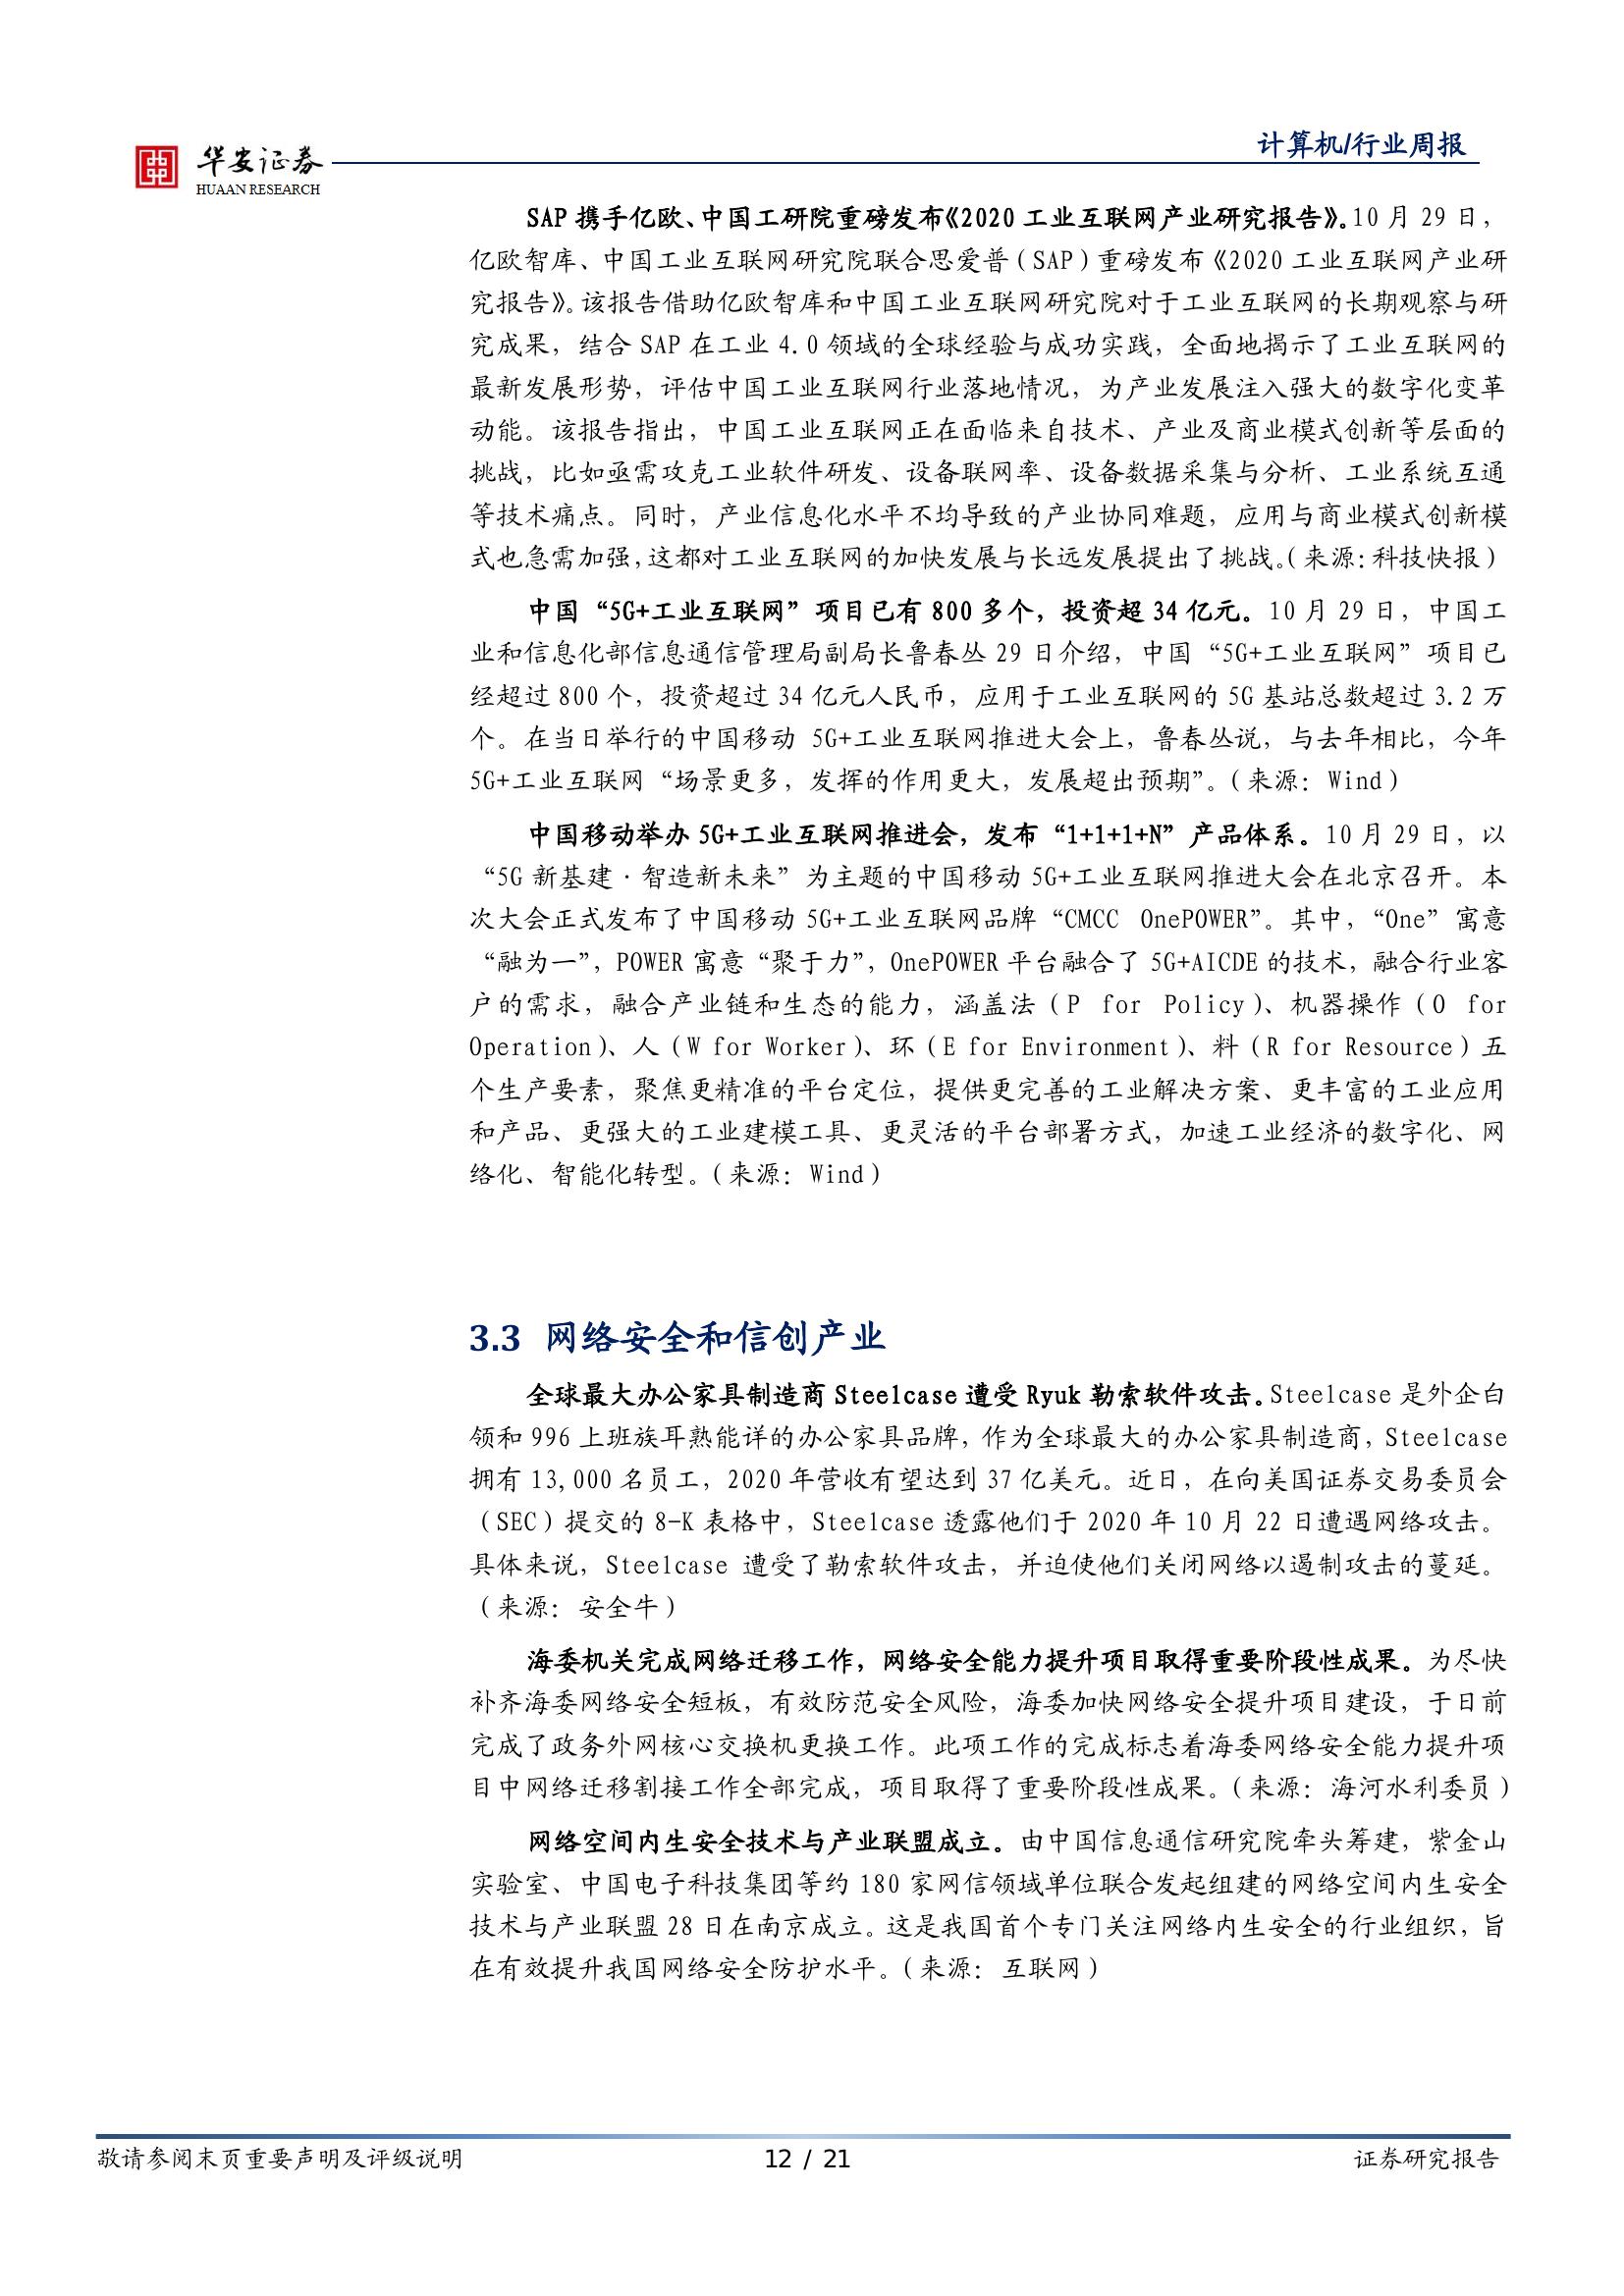 华安证券
HUAAN RESEARCH
计算机/行业周报
SAP 携手亿欧、中国工研院重磅发布《2020 工业互联网产业研究报告》。10 月 29 日，
亿欧智库、中国工业互联网研究院联合思爱普（SAP）重磅发布《2020 工业互联网产业研
究报告》。该报告借助亿欧智库和中国工业互联网研究院对于工业互联网的长期观察与研
究成果，结合 SAP 在工业 4.0 领域的全球经验与成功实践，全面地揭示了工业互联网的
最新发展形势，评估中国工业互联网行业落地情况，为产业发展注入强大的数字化变革
动能。该报告指出，中国工业互联网正在面临来自技术、产业及商业模式创新等层面的
挑战，比如亟需攻克工业软件研发、设备联网率、设备数据采集与分析、工业系统互通
等技术痛点。同时，产业信息化水平不均导致的产业协同难题，应用与商业模式创新模
式也急需加强，这都对工业互联网的加快发展与长远发展提出了挑战。（来源：科技快报）
中国“5G+工业互联网”项目已有 800 多个，投资超 34 亿元。10 月 29 日，中国工
业和信息化部信息通信管理局副局长鲁春丛 29 日介绍，中国“5G+工业互联网”项目已
经超过 800 个，投资超过 34 亿元人民币，应用于工业互联网的 5G 基站总数超过 3.2 万
个。在当日举行的中国移动 5G+工业互联网推进大会上，鲁春丛说，与去年相比，今年
5G+工业互联网“场景更多，发挥的作用更大，发展超出预期”。（来源：Wind）
中国移动举办 5G+工业互联网推进会，发布“1+1+1+N”产品体系。10 月 29 日，以
“5G 新基建·智造新未来”为主题的中国移动 5G+工业互联网推进大会在北京召开。本
次大会正式发布了中国移动 5G+工业互联网品牌“CMCC OnePOWER”。其中，“One”寓意
“融为一”，POWER 寓意“聚于力”，OnePOWER 平台融合了 5G+AICDE 的技术，融合行业客
户的需求，融合产业链和生态的能力，涵盖法（P for Policy）、机器操作（O for
Operation）、人（W for Worker）、环（E for Environment）、料（R for Resource）五
个生产要素，聚焦更精准的平台定位，提供更完善的工业解决方案、更丰富的工业应用
和产品、更强大的工业建模工具、更灵活的平台部署方式，加速工业经济的数字化、网
络化、智能化转型。（来源：Wind）
3.3 网络安全和信创产业
全球最大办公家具制造商 Steelcase 遭受 Ryuk 勒索软件攻击。Steelcase 是外企白
领和 996 上班族耳熟能详的办公家具品牌，作为全球最大的办公家具制造商，Steelcase
拥有 13,000 名员工，2020 年营收有望达到 37 亿美元。近日，在向美国证券交易委员会
（SEC）提交的 8-K 表格中，Steelcase 透露他们于 2020 年 10 月 22 日遭遇网络攻击。
具体来说，Steelcase 遭受了勒索软件攻击，并迫使他们关闭网络以遏制攻击的蔓延。
（来源：安全牛）
海委机关完成网络迁移工作，网络安全能力提升项目取得重要阶段性成果。为尽快
补齐海委网络安全短板，有效防范安全风险，海委加快网络安全提升项目建设，于日前
完成了政务外网核心交换机更换工作。此项工作的完成标志着海委网络安全能力提升项
目中网络迁移割接工作全部完成，项目取得了重要阶段性成果。（来源：海河水利委员）
网络空间内生安全技术与产业联盟成立。由中国信息通信研究院牵头筹建，紫金山
实验室、中国电子科技集团等约 180 家网信领域单位联合发起组建的网络空间内生安全
技术与产业联盟 28 日在南京成立。这是我国首个专门关注网络内生安全的行业组织，旨
在有效提升我国网络安全防护水平。（来源：互联网）
敬请参阅末页重要声明及评级说明
12 / 21
证券研究报告